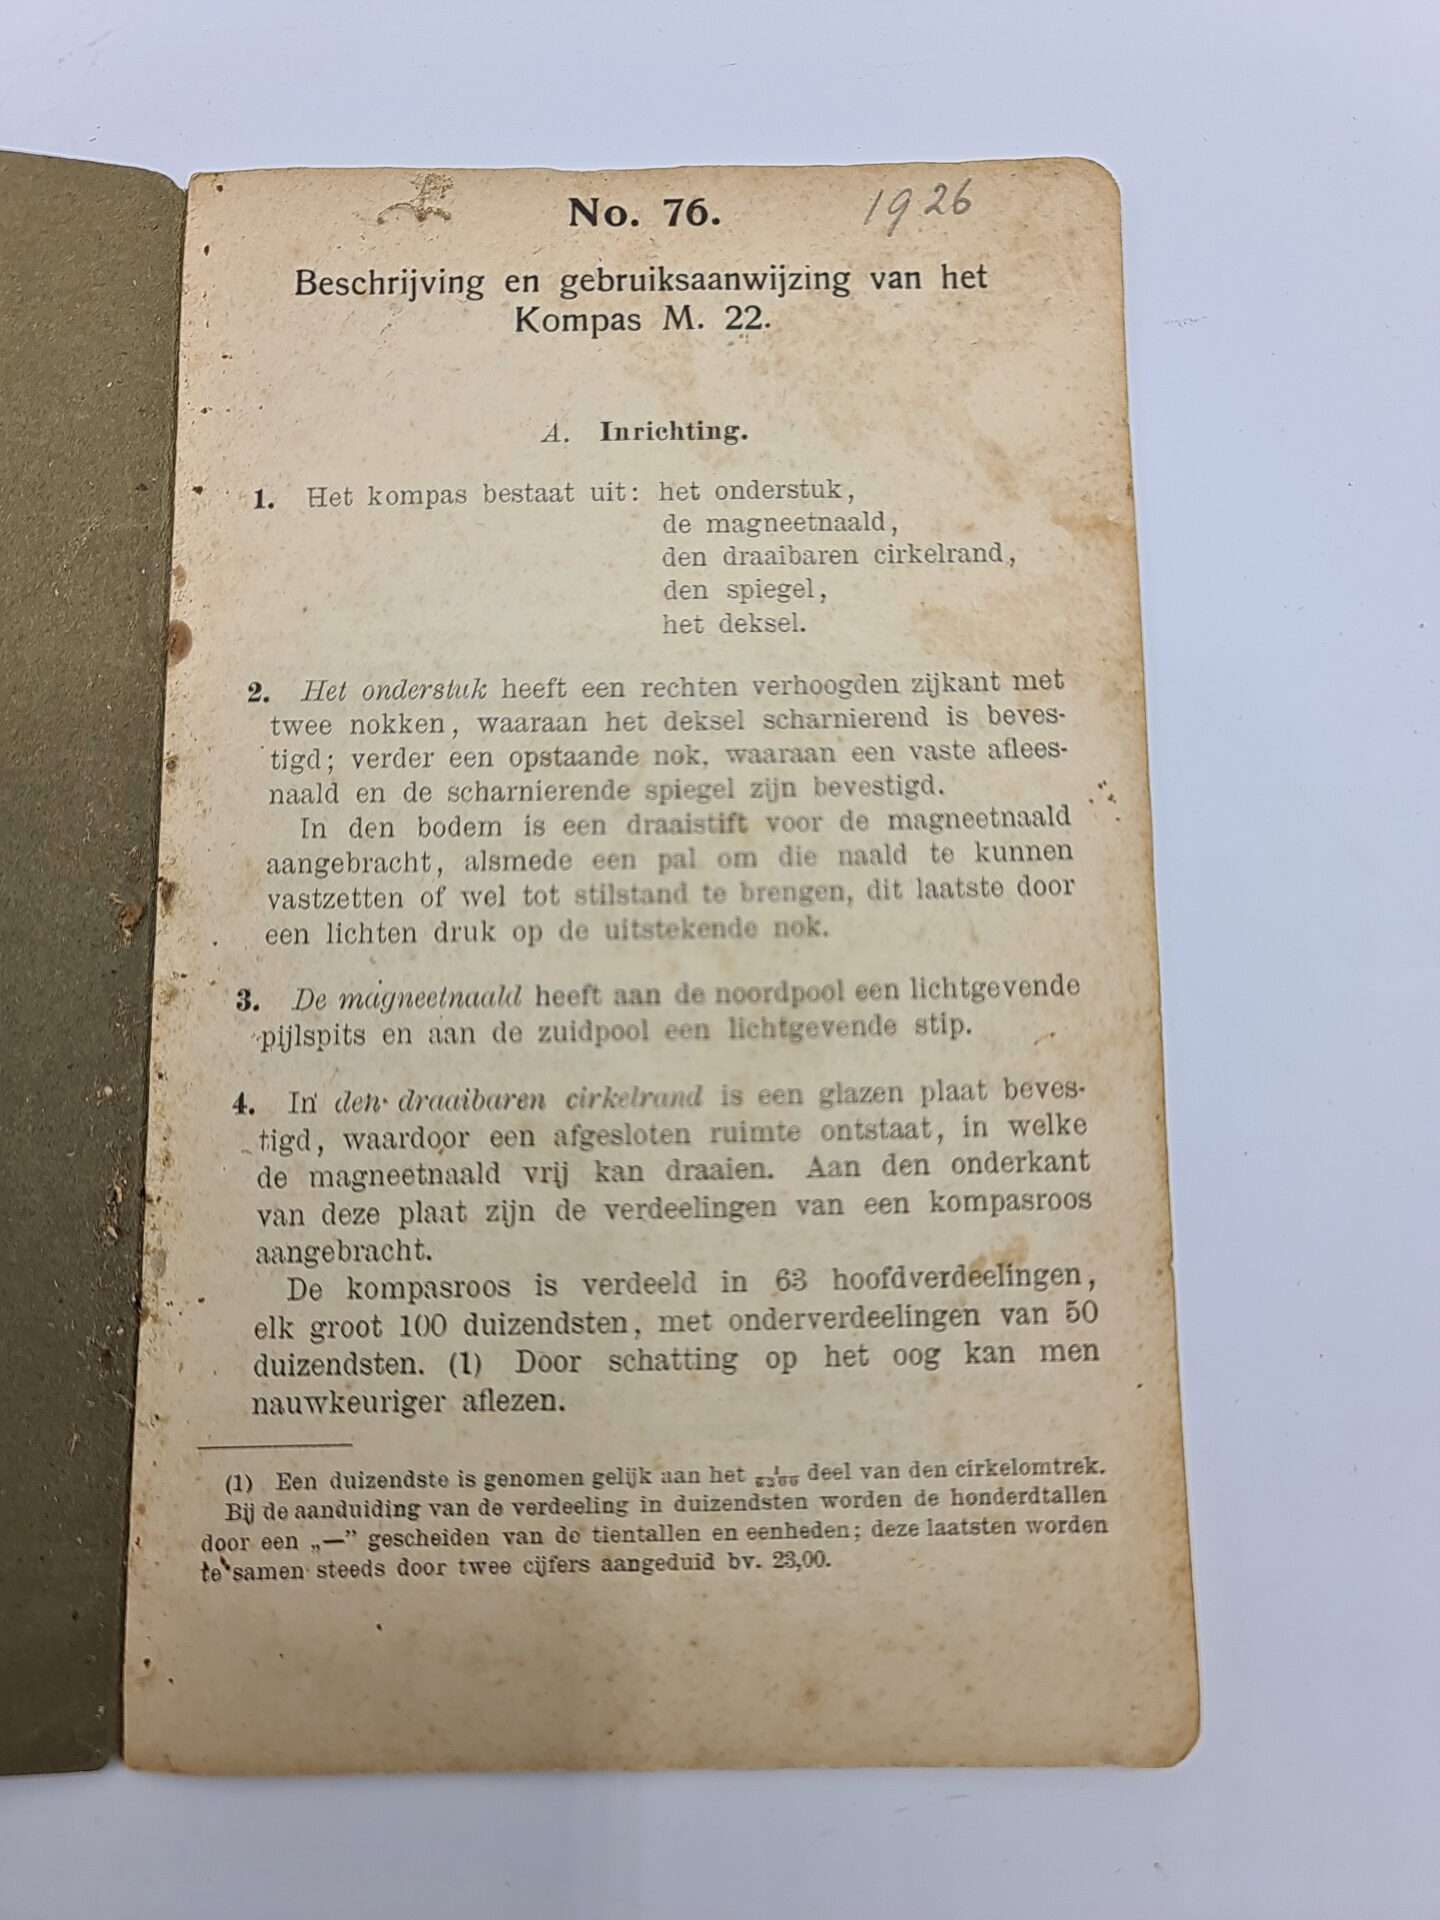 No. 76.
1926
Beschrijving en gebruiksaanwijzing van het
Kompas M. 22.
A. Inrichting.
1. Het kompas bestaat uit: het onderstuk,
de magneetnaald,
den draaibaren cirkelrand,
den spiegel,
het deksel.
2. Het onderstuk heeft een rechten verhoogden zijkant met
twee nokken, waaraan het deksel scharnierend is beves-
tigd; verder een opstaande nok, waaraan een vaste aflees-
naald en de scharnierende spiegel zijn bevestigd.
In den bodem is een draaistift voor de magneetnaald
aangebracht, alsmede een pal om die naald te kunnen
vastzetten of wel tot stilstand te brengen, dit laatste door
een lichten druk op de uitstekende nok.
3. De magneetnaald heeft aan de noordpool een lichtgevende
pijlspits en aan de zuidpool een lichtgevende stip.
4. In den draaibaren cirkelrand is een glazen plaat beves-
tigd, waardoor een afgesloten ruimte ontstaat, in welke
de magneetnaald vrij kan draaien. Aan den onderkant
van deze plaat zijn de verdeelingen van een kompasroos
aangebracht.
De kompasroos is verdeeld in 63 hoofdverdeelingen,
elk groot 100 duizendsten, met onderverdeelingen van 50
duizendsten. (1) Door schatting op het oog kan men
nauwkeuriger aflezen.
(1) Een duizendste is genomen gelijk aan het 1/6300 deel van den cirkelomtrek.
Bij de aanduiding van de verdeeling in duizendsten worden de honderdtallen
door een „—” gescheiden van de tientallen en eenheden; deze laatsten worden
te samen steeds door twee cijfers aangeduid bv. 23,00.